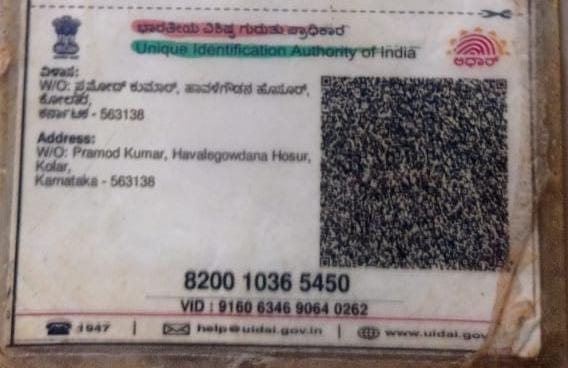 ಭಾರತೀಯ ವಿಶಿಷ್ಟ ಗುರುತು ಪ್ರಾಧಿಕಾರ
Unique Identification Authority of India
ಆಧಾರ್
ವಿಳಾಸ:
W/O: ಪ್ರಮೋದ್ ಕುಮಾರ್, ಹಾವಳಿಗೌಡನ ಹೊಸೂರ್,
ಕೋಲಾರ,
ಕರ್ನಾಟಕ - 563138
Address:
W/O: Pramod Kumar, Havalegowdana Hosur,
Kolar,
Karnataka - 563138
8200 1036 5450
VID : 9160 6346 9064 0262
1947 | help@uidai.gov.in | www.uidai.gov